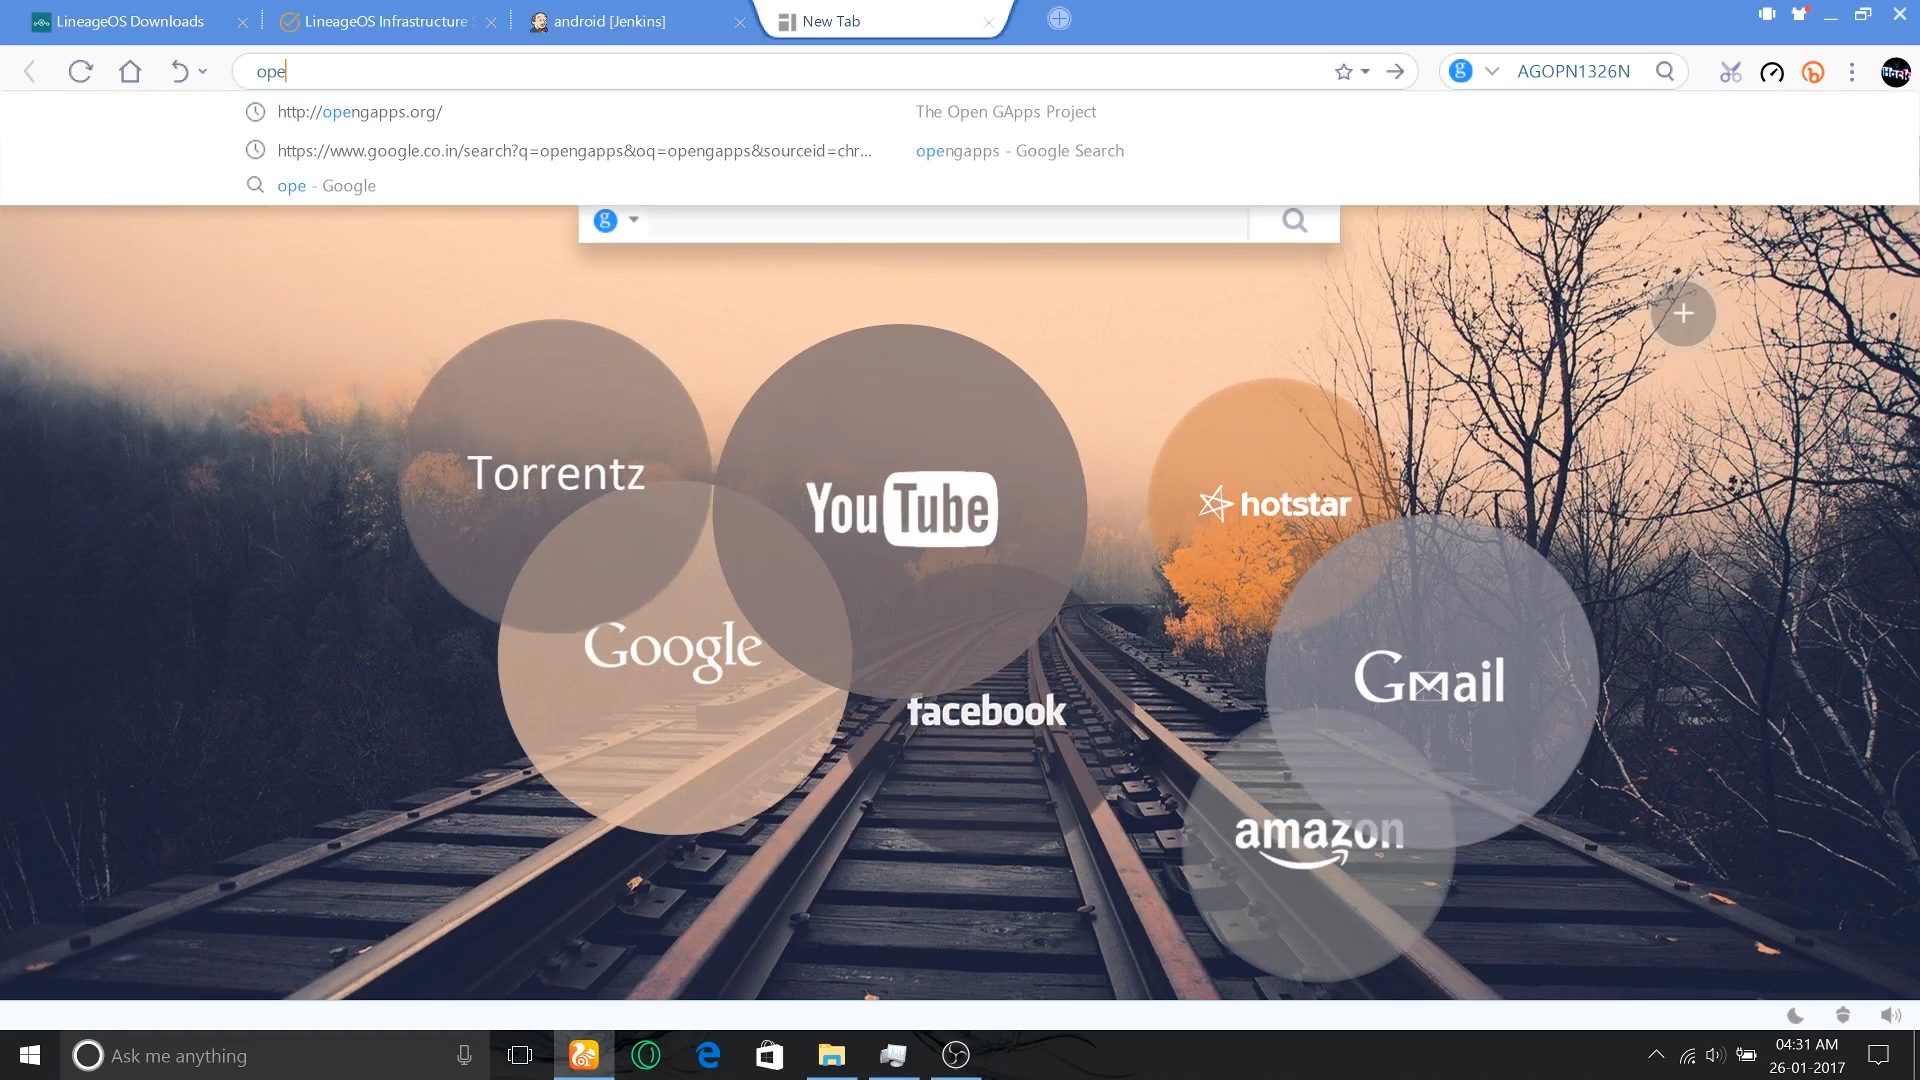 LineageOS Downloads
LineageOS Infrastructure S
android [Jenkins]
New Tab
ope
g
AGOPN1326N
http://opengapps.org/
The Open GApps Project
https://www.google.co.in/search?q=opengapps&oq=opengapps&sourceid=chr...
opengapps - Google Search
ope - Google
g
Torrentz
YouTube
hotstar
Google
Gmail
facebook
amazon
Ask me anything
04:31 AM
26-01-2017